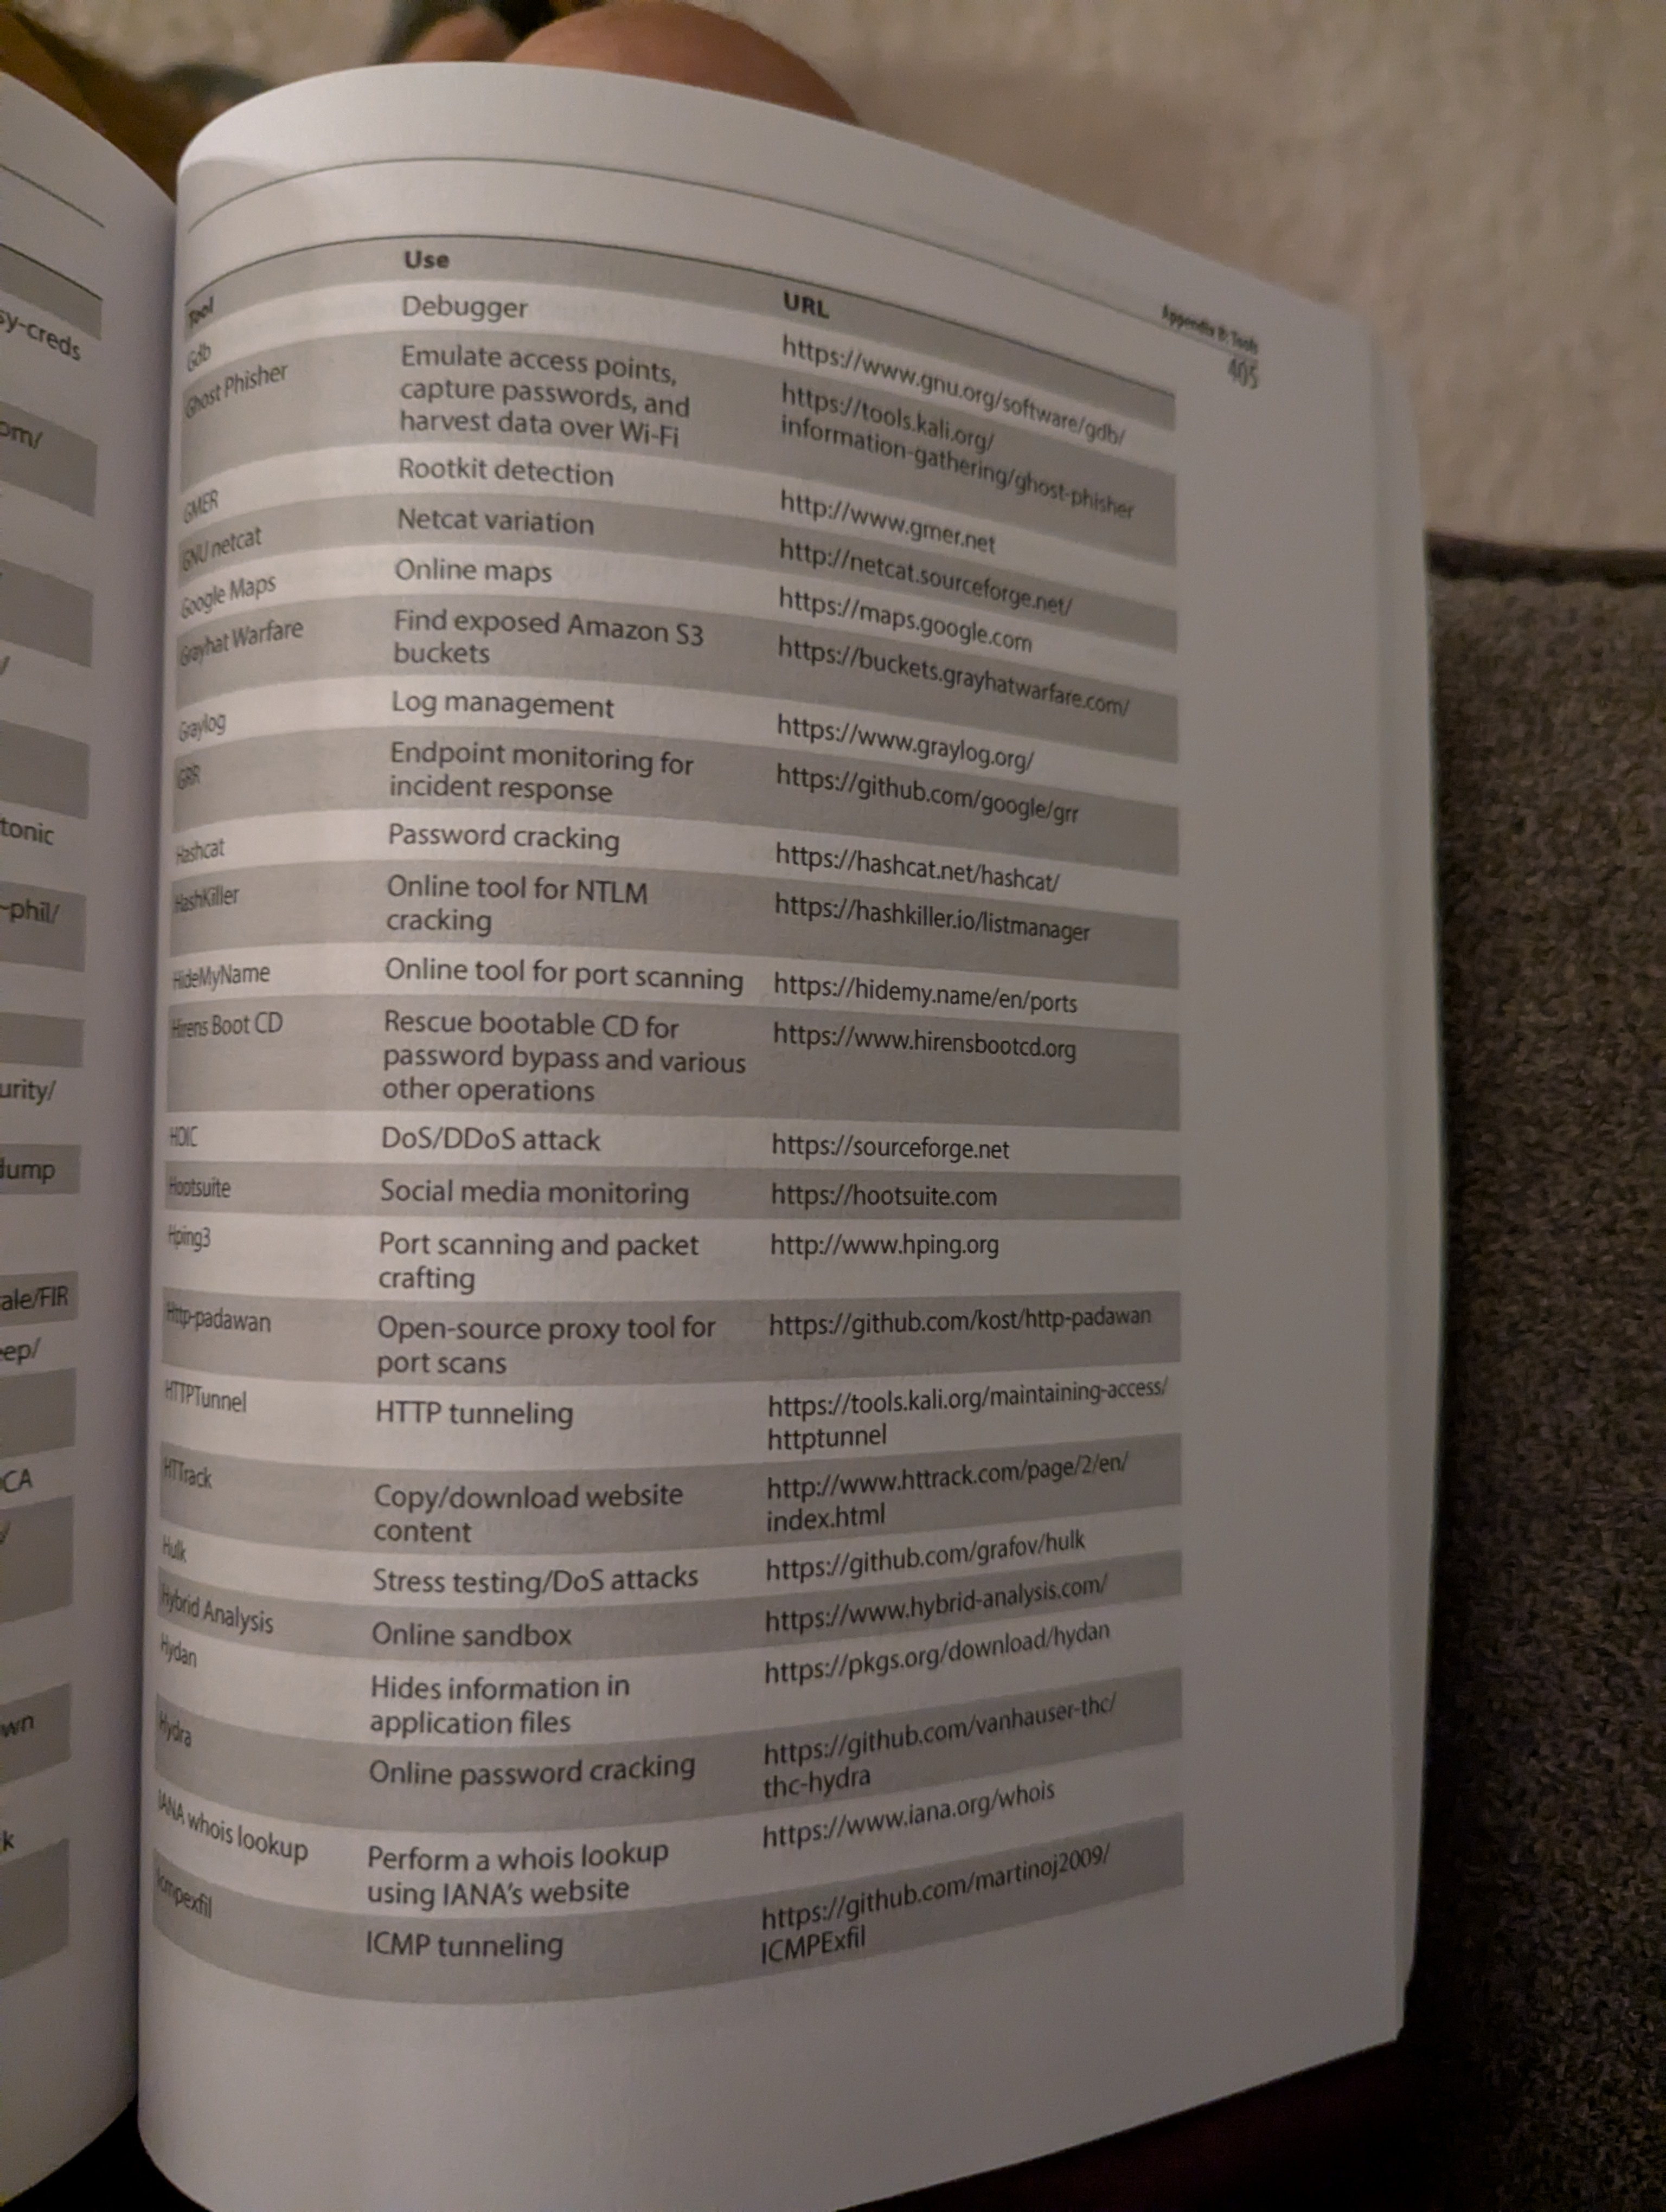 sy-creds
om/
/
tonic
~phil/
urity/
dump
ale/FIR
eep/
CA
/
own
k
Appendix B: Tools
405
Tool Use URL
Gdb Debugger https://www.gnu.org/software/gdb/
Ghost Phisher Emulate access points, https://tools.kali.org/
capture passwords, and information-gathering/ghost-phisher
harvest data over Wi-Fi
GMER Rootkit detection http://www.gmer.net
GNU netcat Netcat variation http://netcat.sourceforge.net/
Google Maps Online maps https://maps.google.com
Grayhat Warfare Find exposed Amazon S3 https://buckets.grayhatwarfare.com/
buckets
Graylog Log management https://www.graylog.org/
GRR Endpoint monitoring for https://github.com/google/grr
incident response
Hashcat Password cracking https://hashcat.net/hashcat/
HashKiller Online tool for NTLM https://hashkiller.io/listmanager
cracking
HideMyName Online tool for port scanning https://hidemy.name/en/ports
Hirens Boot CD Rescue bootable CD for https://www.hirensbootcd.org
password bypass and various
other operations
HOIC DoS/DDoS attack https://sourceforge.net
Hootsuite Social media monitoring https://hootsuite.com
Hping3 Port scanning and packet http://www.hping.org
crafting
Http-padawan Open-source proxy tool for https://github.com/kost/http-padawan
port scans
HTTPTunnel HTTP tunneling https://tools.kali.org/maintaining-access/
httptunnel
HTTrack Copy/download website http://www.httrack.com/page/2/en/
content index.html
Hulk Stress testing/DoS attacks https://github.com/grafov/hulk
Hybrid Analysis Online sandbox https://www.hybrid-analysis.com/
Hydan Hides information in https://pkgs.org/download/hydan
application files
Hydra Online password cracking https://github.com/vanhauser-thc/
thc-hydra
IANA whois lookup Perform a whois lookup https://www.iana.org/whois
using IANA's website
Icmpexfil ICMP tunneling https://github.com/martinoj2009/
ICMPExfil